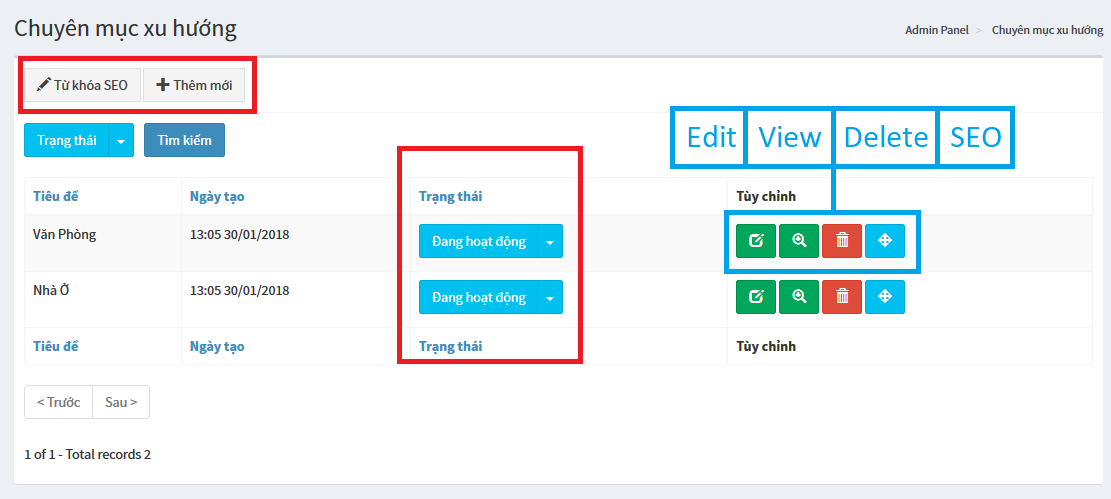 Chuyên mục xu hướng
Admin Panel > Chuyên mục xu hướng
Từ khóa SEO Thêm mới
Trạng thái Tìm kiếm
Edit View Delete SEO
Tiêu đề Ngày tạo Trạng thái Tùy chỉnh
Văn Phòng 13:05 30/01/2018 Đang hoạt động
Nhà Ở 13:05 30/01/2018 Đang hoạt động
Tiêu đề Ngày tạo Trạng thái Tùy chỉnh
< Trước Sau >
1 of 1 - Total records 2